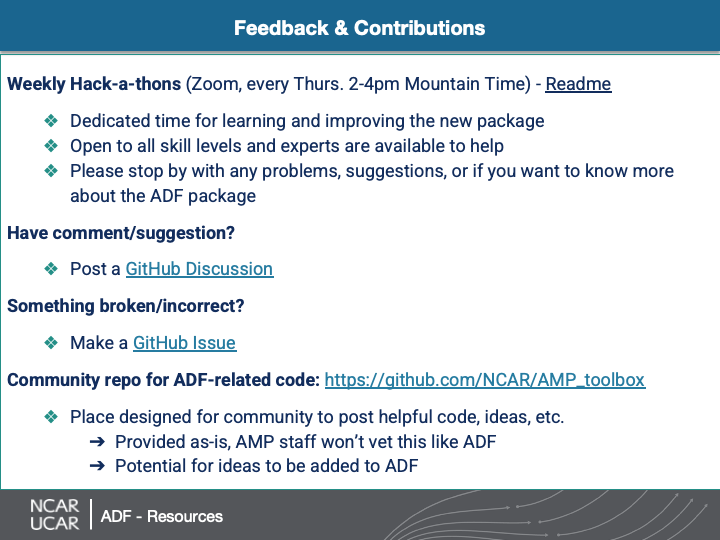 Feedback & Contributions
Weekly Hack-a-thons (Zoom, every Thurs. 2-4pm Mountain Time) - Readme
❖ Dedicated time for learning and improving the new package
❖ Open to all skill levels and experts are available to help
❖ Please stop by with any problems, suggestions, or if you want to know more
about the ADF package
Have comment/suggestion?
❖ Post a GitHub Discussion
Something broken/incorrect?
❖ Make a GitHub Issue
Community repo for ADF-related code: https://github.com/NCAR/AMP_toolbox
❖ Place designed for community to post helpful code, ideas, etc.
➔ Provided as-is, AMP staff won’t vet this like ADF
➔ Potential for ideas to be added to ADF
NCAR
UCAR
ADF - Resources